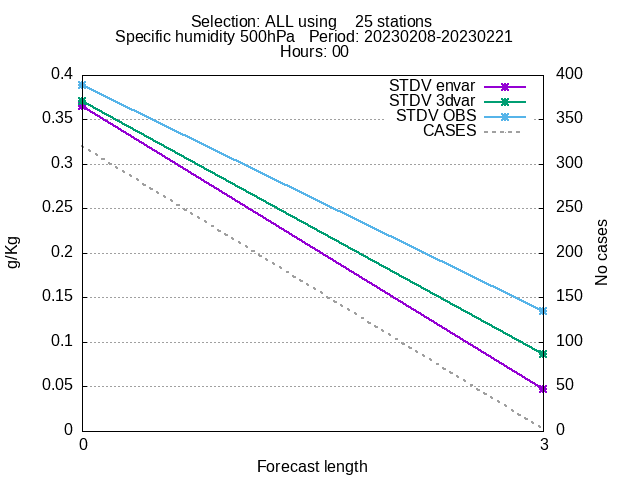 Selection: ALL using    25 stations
Specific humidity 500hPa   Period: 20230208-20230221
Hours: 00
STDV envar
STDV 3dvar
STDV OBS
CASES
0.4
0.35
0.3
0.25
0.2
0.15
0.1
0.05
0
400
350
300
250
200
150
100
50
0
g/Kg
No cases
0
3
Forecast length